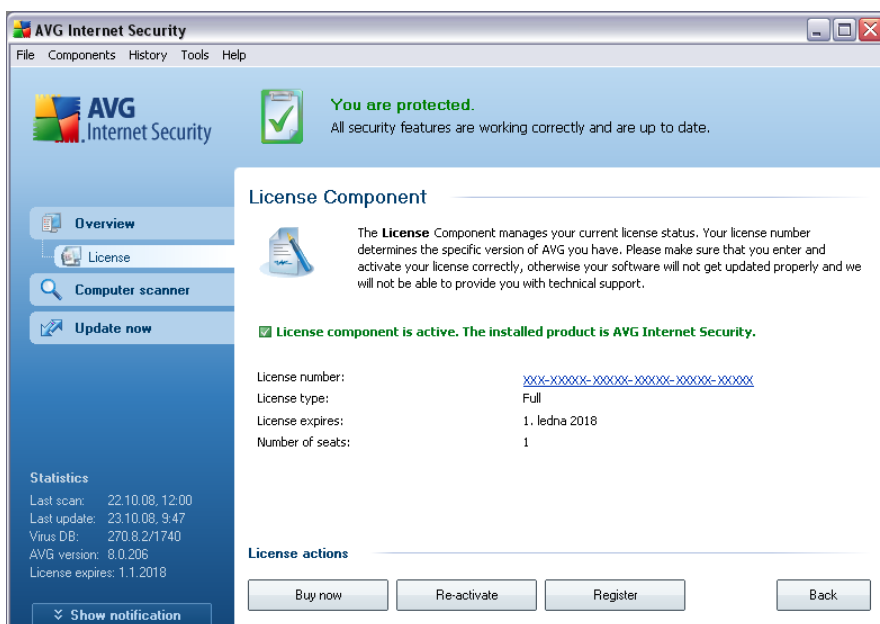 AVG Internet Security
File Components History Tools Help
AVG
Internet Security
You are protected.
All security features are working correctly and are up to date.
Overview
License
Computer scanner
Update now
License Component
The License Component manages your current license status. Your license number
determines the specific version of AVG you have. Please make sure that you enter and
activate your license correctly, otherwise your software will not get updated properly and we
will not be able to provide you with technical support.
License component is active. The installed product is AVG Internet Security.
License number: XXX-XXXXX-XXXXX-XXXXX-XXXXX-XXXXX
License type: Full
License expires: 1. ledna 2018
Number of seats: 1
Statistics
Last scan: 22.10.08, 12:00
Last update: 23.10.08, 9:47
Virus DB: 270.8.2/1740
AVG version: 8.0.206
License expires: 1.1.2018
Show notification
License actions
Buy now Re-activate Register Back